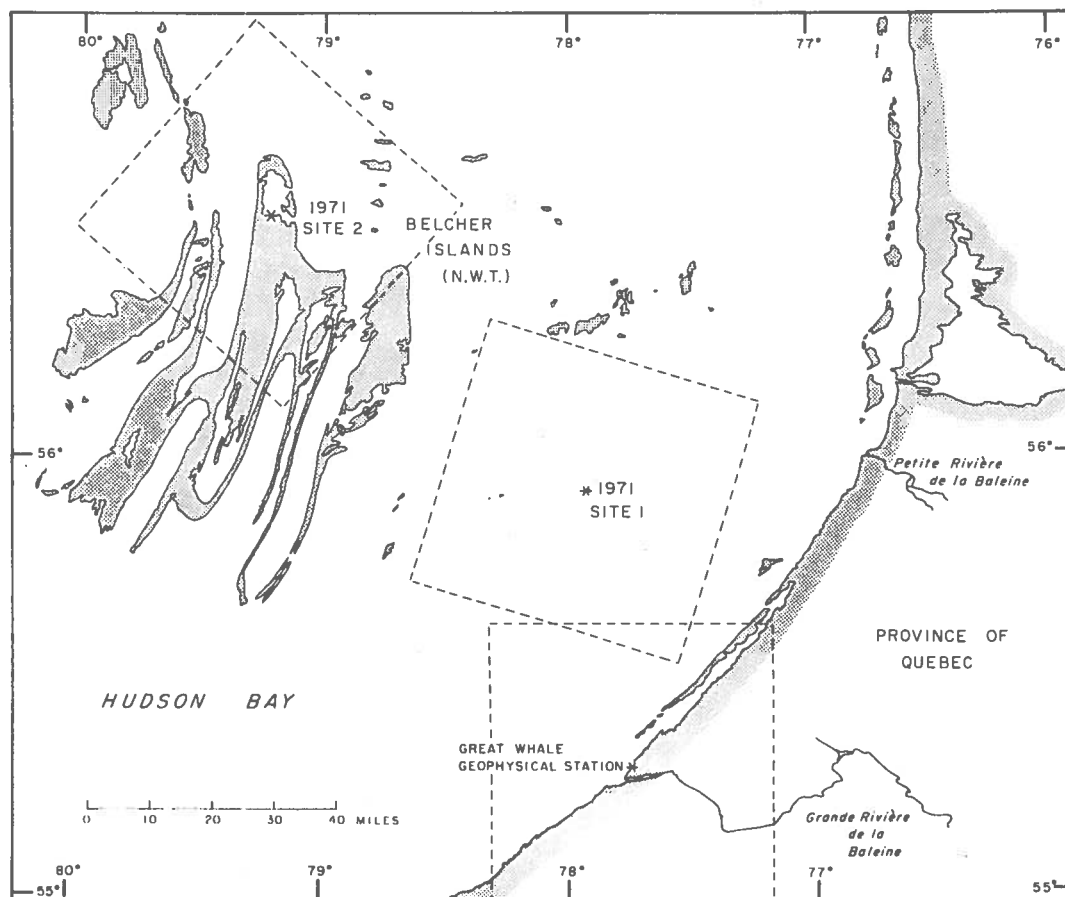 80° 79° 78° 77° 76°
1971
SITE 2
BELCHER
ISLANDS
(N.W.T.)
56° 56°
Petite Rivière
de la Baleine
1971
SITE 1
PROVINCE OF
QUEBEC
HUDSON BAY
GREAT WHALE
GEOPHYSICAL STATION
0 10 20 30 40 MILES
Grande Rivière
de la
Baleine
80° 79° 78° 77°
55° 55°